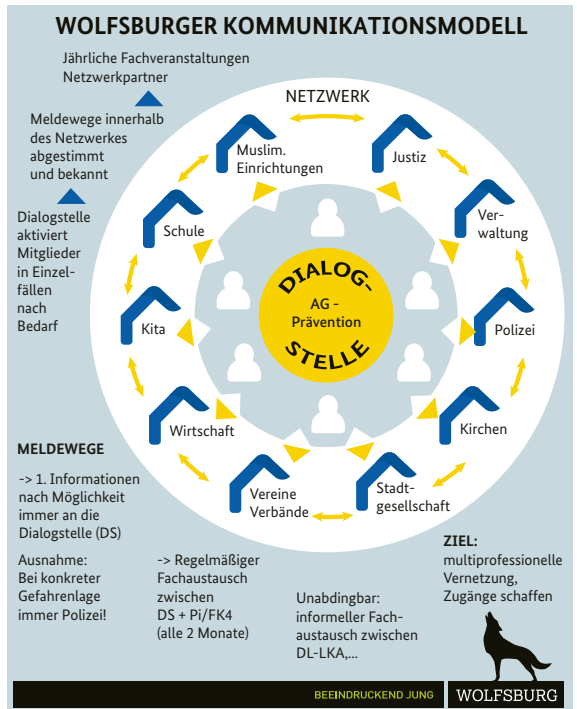 WOLFSBURGER KOMMUNIKATIONSMODELL
Jährliche Fachveranstaltungen
Netzwerkpartner
Meldewege innerhalb
des Netzwerkes
abgestimmt
und bekannt
Dialogstelle
aktiviert
Mitglieder
in Einzel-
fällen
nach
Bedarf
NETZWERK
Muslim.
Einrichtungen
Justiz
Ver-
waltung
Polizei
Kirchen
Stadt-
gesellschaft
Vereine
Verbände
Wirtschaft
Kita
Schule
DIALOG-
AG -
Prävention
STELLE
MELDEWEGE
-> 1. Informationen
nach Möglichkeit
immer an die
Dialogstelle (DS)
Ausnahme:
Bei konkreter
Gefahrenlage
immer Polizei!
-> Regelmäßiger
Fachaustausch
zwischen
DS + Pi/FK4
(alle 2 Monate)
Unabdingbar:
informeller Fach-
austausch zwischen
DL-LKA,...
ZIEL:
multiprofessionelle
Vernetzung,
Zugänge schaffen
BEEINDRUCKEND JUNG
WOLFSBURG